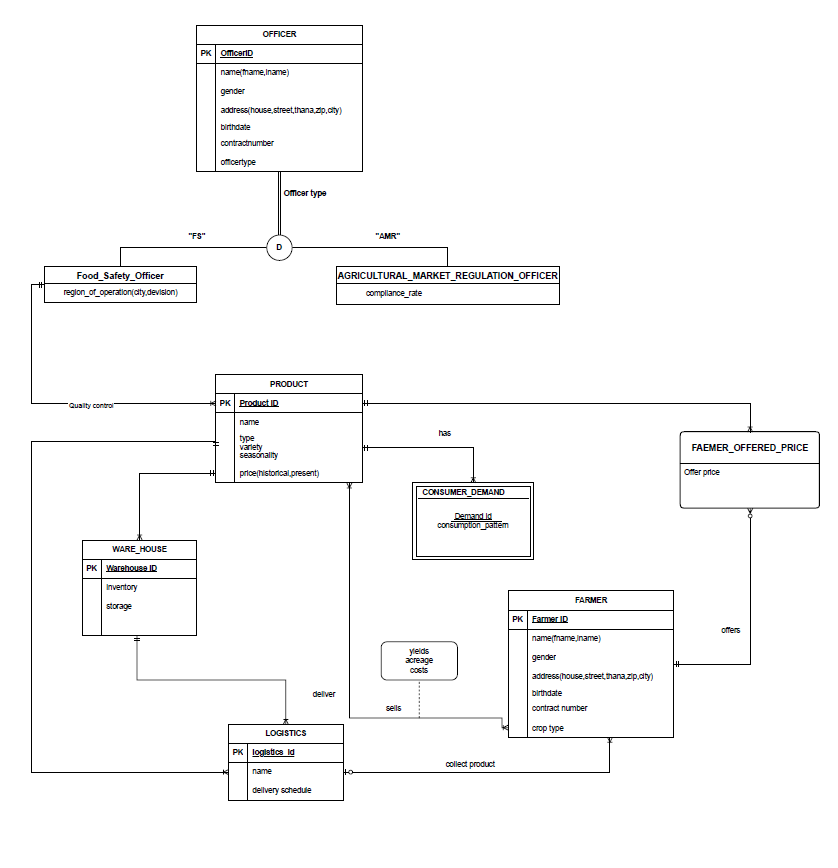 OFFICER
PK OfficerID
name(fname,lname)
gender
address(house,street,thana,zip,city)
birthdate
contractnumber
officertype
Officer type
"FS"
"AMR"
D
Food_Safety_Officer
region_of_operation(city,devision)
AGRICULTURAL_MARKET_REGULATION_OFFICER
compliance_rate
PRODUCT
PK Product ID
name
type
variety
seasonality
price(historical,present)
Quality control
has
FAEMER_OFFERED_PRICE
Offer price
CONSUMER_DEMAND
Demand id
consumption_pattern
WARE_HOUSE
PK Warehouse ID
inventory
storage
FARMER
PK Farmer ID
name(fname,lname)
gender
address(house,street,thana,zip,city)
birthdate
contract number
crop type
offers
yields
acreage
costs
deliver
sells
LOGISTICS
PK logistics_id
name
delivery schedule
collect product